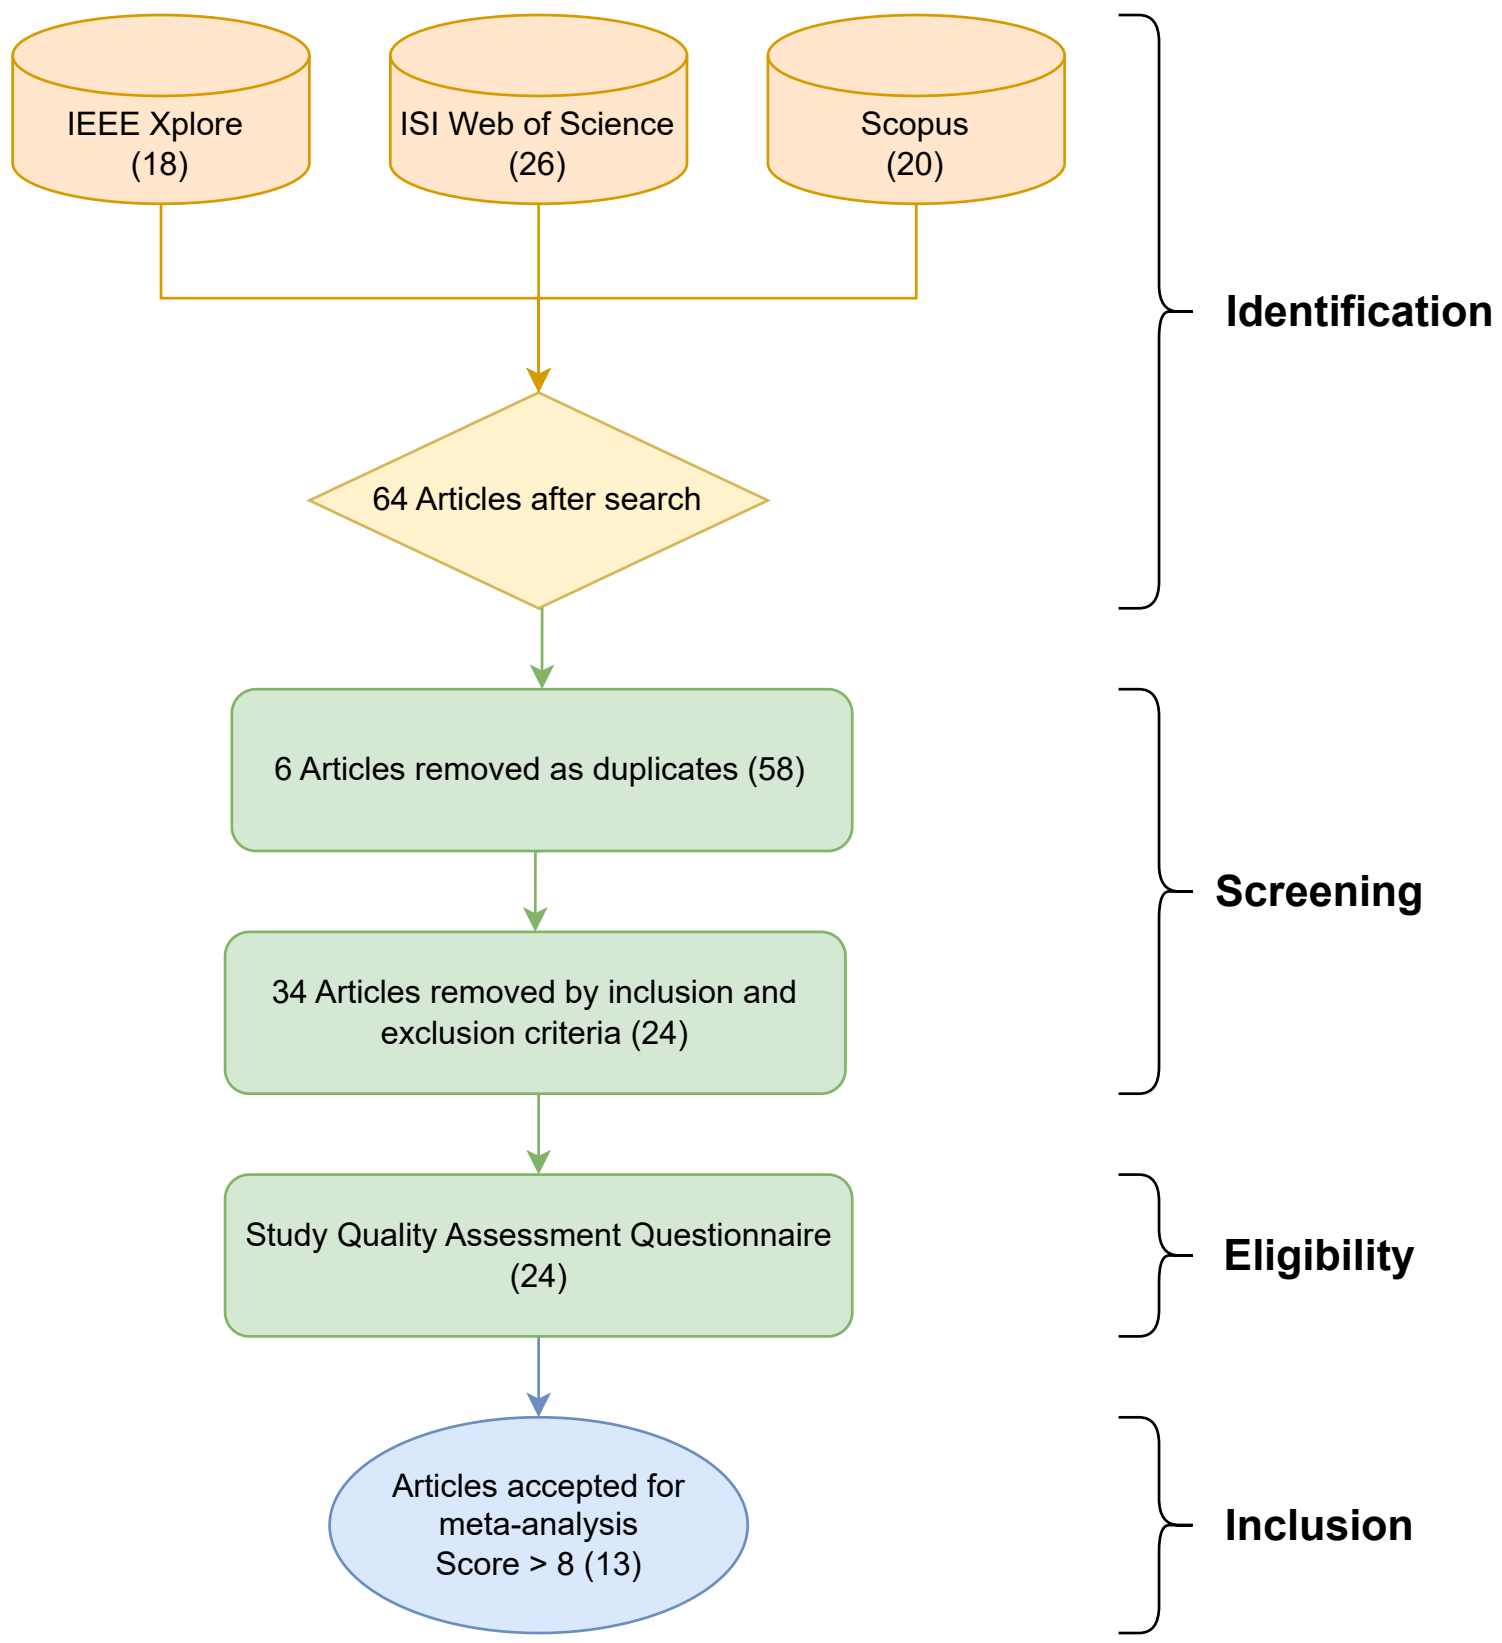 IEEE Xplore
(18)
ISI Web of Science
(26)
Scopus
(20)
Identification
64 Articles after search
6 Articles removed as duplicates (58)
Screening
34 Articles removed by inclusion and
exclusion criteria (24)
Study Quality Assessment Questionnaire
(24)
Eligibility
Articles accepted for
meta-analysis
Score > 8 (13)
Inclusion